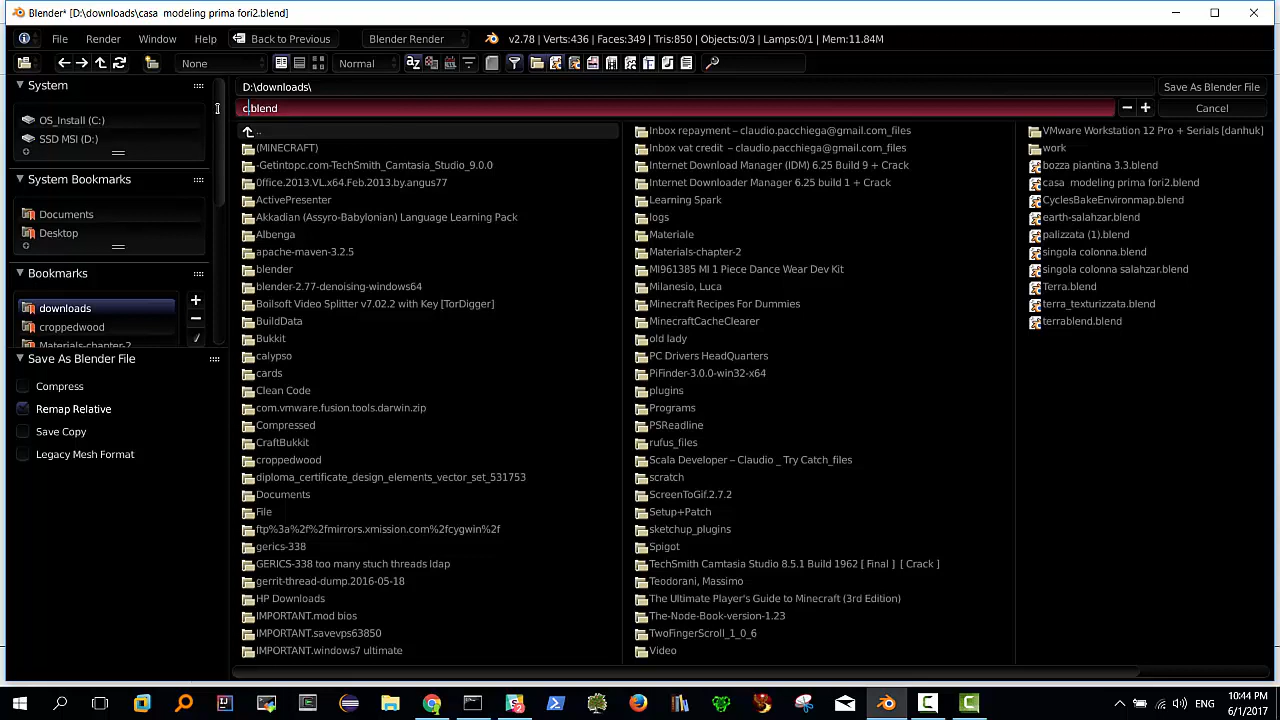 Blender* [D:\downloads\casa  modeling prima fori2.blend]
File Render Window Help Back to Previous Blender Render v2.78 | Verts:436 | Faces:349 | Tris:850 | Objects:0/3 | Lamps:0/1 | Mem:11.84M
None Normal
System
OS_Install (C:)
SSD MSI (D:)
System Bookmarks
Documents
Desktop
Bookmarks
downloads
croppedwood
Materials-chapter-2
Save As Blender File
Compress
Remap Relative
Save Copy
Legacy Mesh Format
D:\downloads\
Save As Blender File
c.blend
Cancel
..
(MINECRAFT)
-Getintopc.com-TechSmith_Camtasia_Studio_9.0.0
0ffice.2013.VL.x64.Feb.2013.by.angus77
ActivePresenter
Akkadian (Assyro-Babylonian) Language Learning Pack
Albenga
apache-maven-3.2.5
blender
blender-2.77-denoising-windows64
Boilsoft Video Splitter v7.02.2 with Key [TorDigger]
BuildData
Bukkit
calypso
cards
Clean Code
com.vmware.fusion.tools.darwin.zip
Compressed
CraftBukkit
croppedwood
diploma_certificate_design_elements_vector_set_531753
Documents
File
ftp%3a%2f%2fmirrors.xmission.com%2fcygwin%2f
gerics-338
GERICS-338 too many stuch threads ldap
gerrit-thread-dump.2016-05-18
HP Downloads
IMPORTANT.mod bios
IMPORTANT.savevps63850
IMPORTANT.windows7 ultimate
Inbox repayment – claudio.pacchiega@gmail.com_files
Inbox vat credit  – claudio.pacchiega@gmail.com_files
Internet Download Manager (IDM) 6.25 Build 9 + Crack
Internet Downloader Manager 6.25 build 1 + Crack
Learning Spark
logs
Materiale
Materials-chapter-2
MI961385 MI 1 Piece Dance Wear Dev Kit
Milanesio, Luca
Minecraft Recipes For Dummies
MinecraftCacheClearer
old lady
PC Drivers HeadQuarters
PiFinder-3.0.0-win32-x64
plugins
Programs
PSReadline
rufus_files
Scala Developer – Claudio _ Try Catch_files
scratch
ScreenToGif.2.7.2
Setup+Patch
sketchup_plugins
Spigot
TechSmith Camtasia Studio 8.5.1 Build 1962 [ Final ]  [ Crack ]
Teodorani, Massimo
The Ultimate Player's Guide to Minecraft (3rd Edition)
The-Node-Book-version-1.23
TwoFingerScroll_1_0_6
Video
VMware Workstation 12 Pro + Serials [danhuk]
work
bozza piantina 3.3.blend
casa  modeling prima fori2.blend
CyclesBakeEnvironmap.blend
earth-salahzar.blend
palizzata (1).blend
singola colonna.blend
singola colonna salahzar.blend
Terra.blend
terra_texturizzata.blend
terrablend.blend
ENG
10:44 PM
6/1/2017